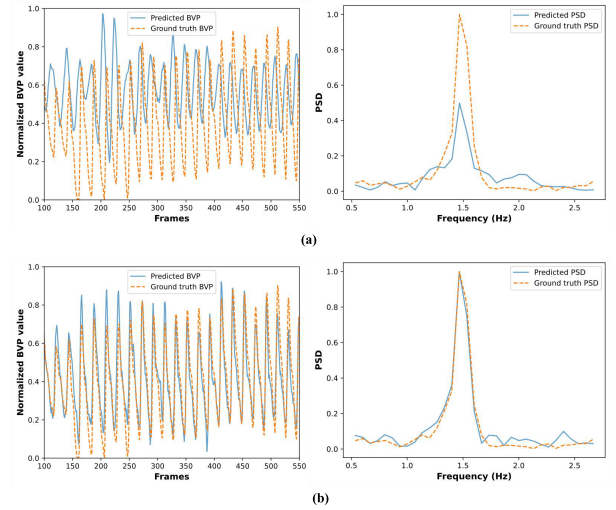 Predicted BVP
Ground truth BVP
Normalized BVP value
1.0
0.8
0.6
0.4
0.2
0.0
100 150 200 250 300 350 400 450 500 550
Frames
Predicted PSD
Ground truth PSD
PSD
1.0
0.8
0.6
0.4
0.2
0.0
0.5 1.0 1.5 2.0 2.5
Frequency (Hz)
(a)
Predicted BVP
Ground truth BVP
Normalized BVP value
1.0
0.8
0.6
0.4
0.2
0.0
100 150 200 250 300 350 400 450 500 550
Frames
Predicted PSD
Ground truth PSD
PSD
1.0
0.8
0.6
0.4
0.2
0.0
0.5 1.0 1.5 2.0 2.5
Frequency (Hz)
(b)